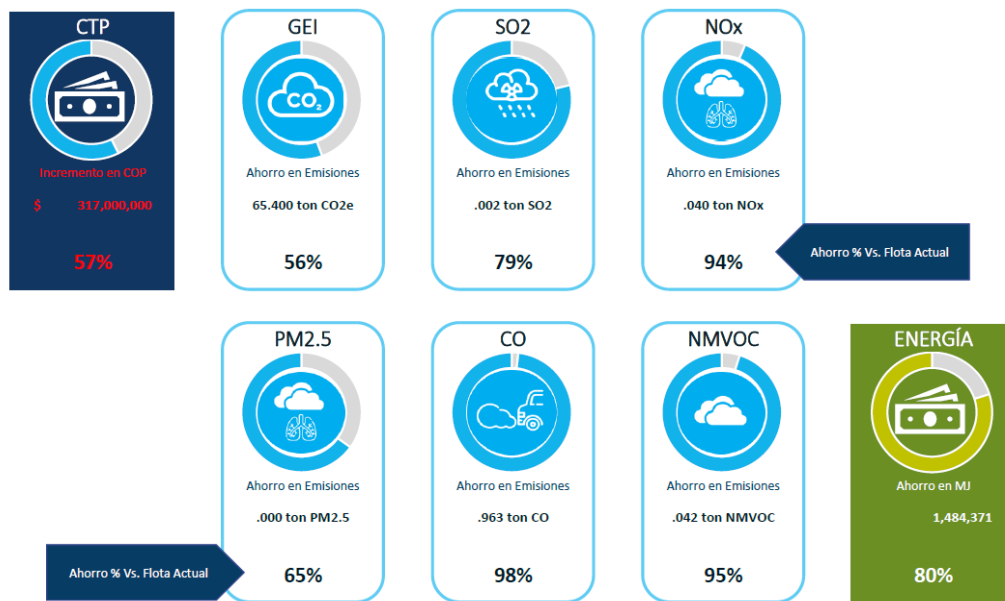 CTP
Incremento en COP
$ 317,000,000
57%
GEI
CO₂
Ahorro en Emisiones
65.400 ton CO2e
56%
SO2
Ahorro en Emisiones
.002 ton SO2
79%
NOx
Ahorro en Emisiones
.040 ton NOx
94%
Ahorro % Vs. Flota Actual
PM2.5
Ahorro en Emisiones
.000 ton PM2.5
65%
Ahorro % Vs. Flota Actual
CO
Ahorro en Emisiones
.963 ton CO
98%
NMVOC
Ahorro en Emisiones
.042 ton NMVOC
95%
ENERGÍA
Ahorro en MJ
1,484,371
80%